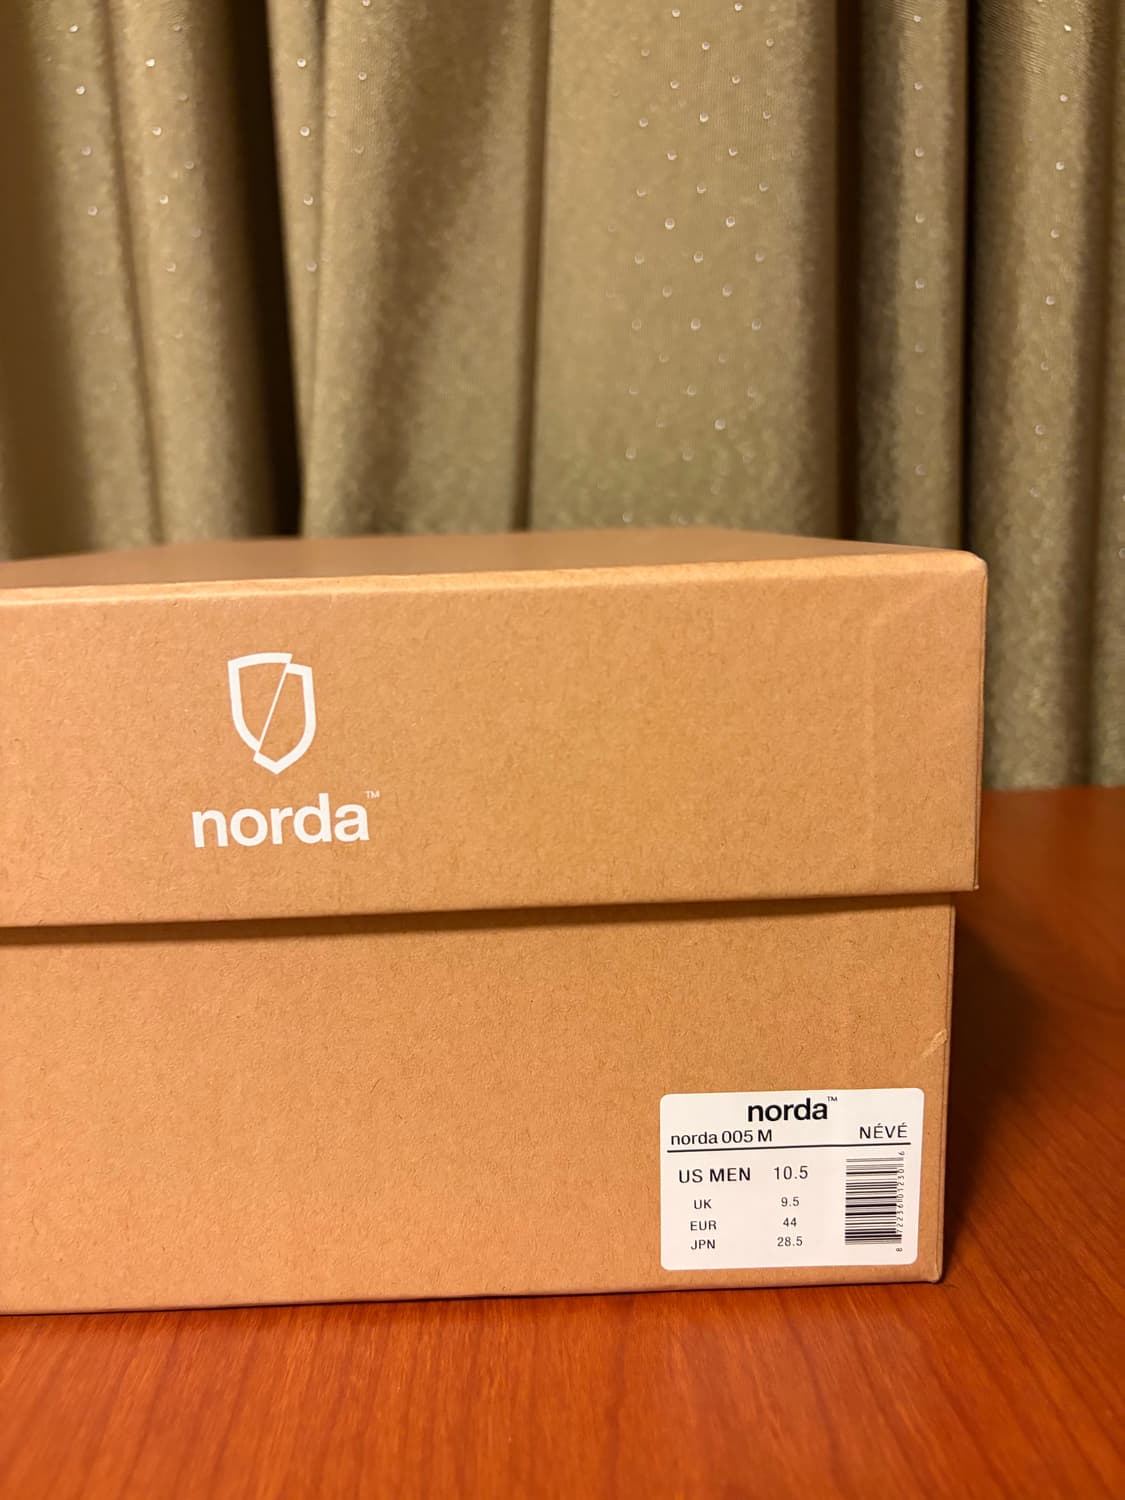 norda™
norda™
norda 005 M NÉVÉ
US MEN 10.5
UK 9.5
EUR 44
JPN 28.5